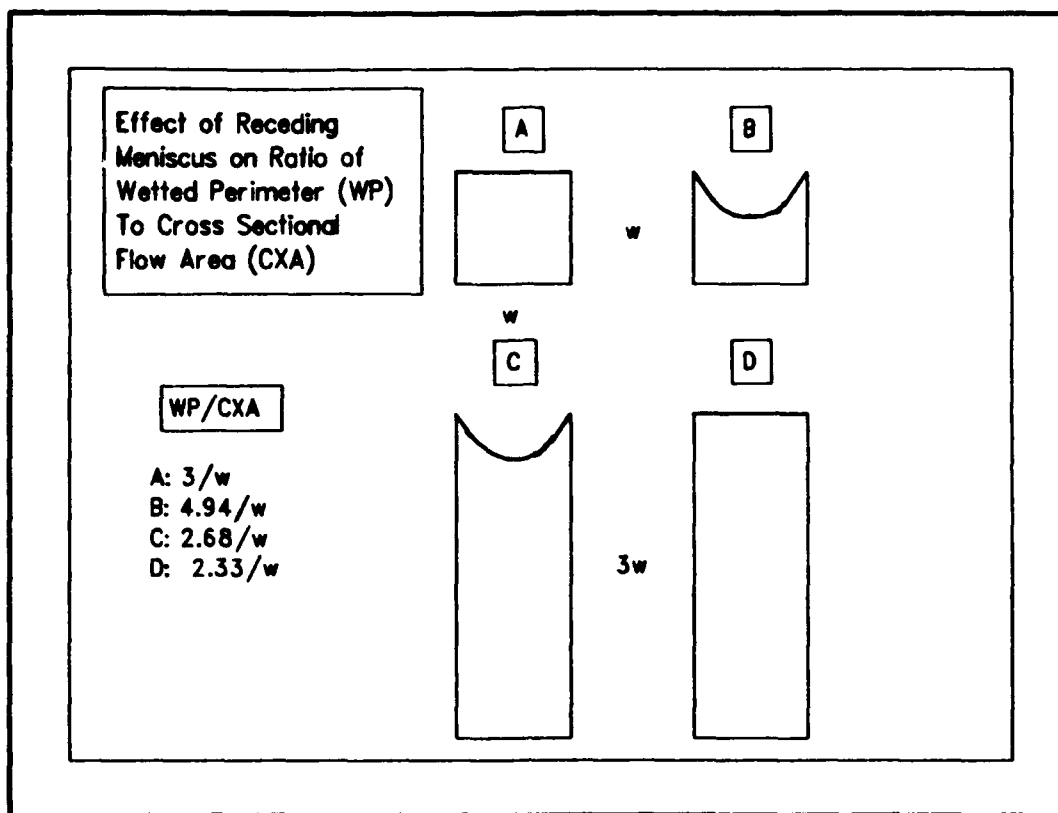 Effect of Receding
Meniscus on Ratio of
Wetted Perimeter (WP)
To Cross Sectional
Flow Area (CXA)
A
B
w
w
C
D
WP/CXA
A: 3/w
B: 4.94/w
C: 2.68/w
D: 2.33/w
3w